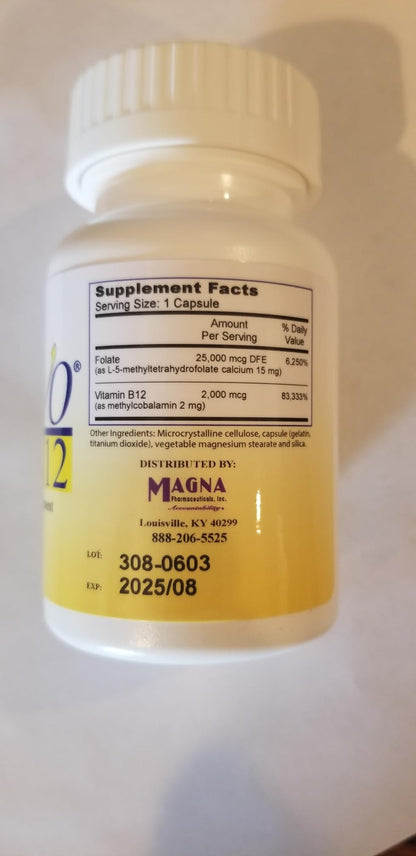 Supplement Facts
Serving Size: 1 Capsule
Amount Per Serving % Daily Value
Folate 25,000 mcg DFE 6,250%
(as L-5-methyltetrahydrofolate calcium 15 mg)
Vitamin B12 2,000 mcg 83,333%
(as methylcobalamin 2 mg)
Other Ingredients: Microcrystalline cellulose, capsule (gelatin,
titanium dioxide), vegetable magnesium stearate and silica.
DISTRIBUTED BY:
MAGNA
Pharmaceuticals, Inc.
Accountability
Louisville, KY 40299
888-206-5525
LOT: 308-0603
EXP: 2025/08
O®
12